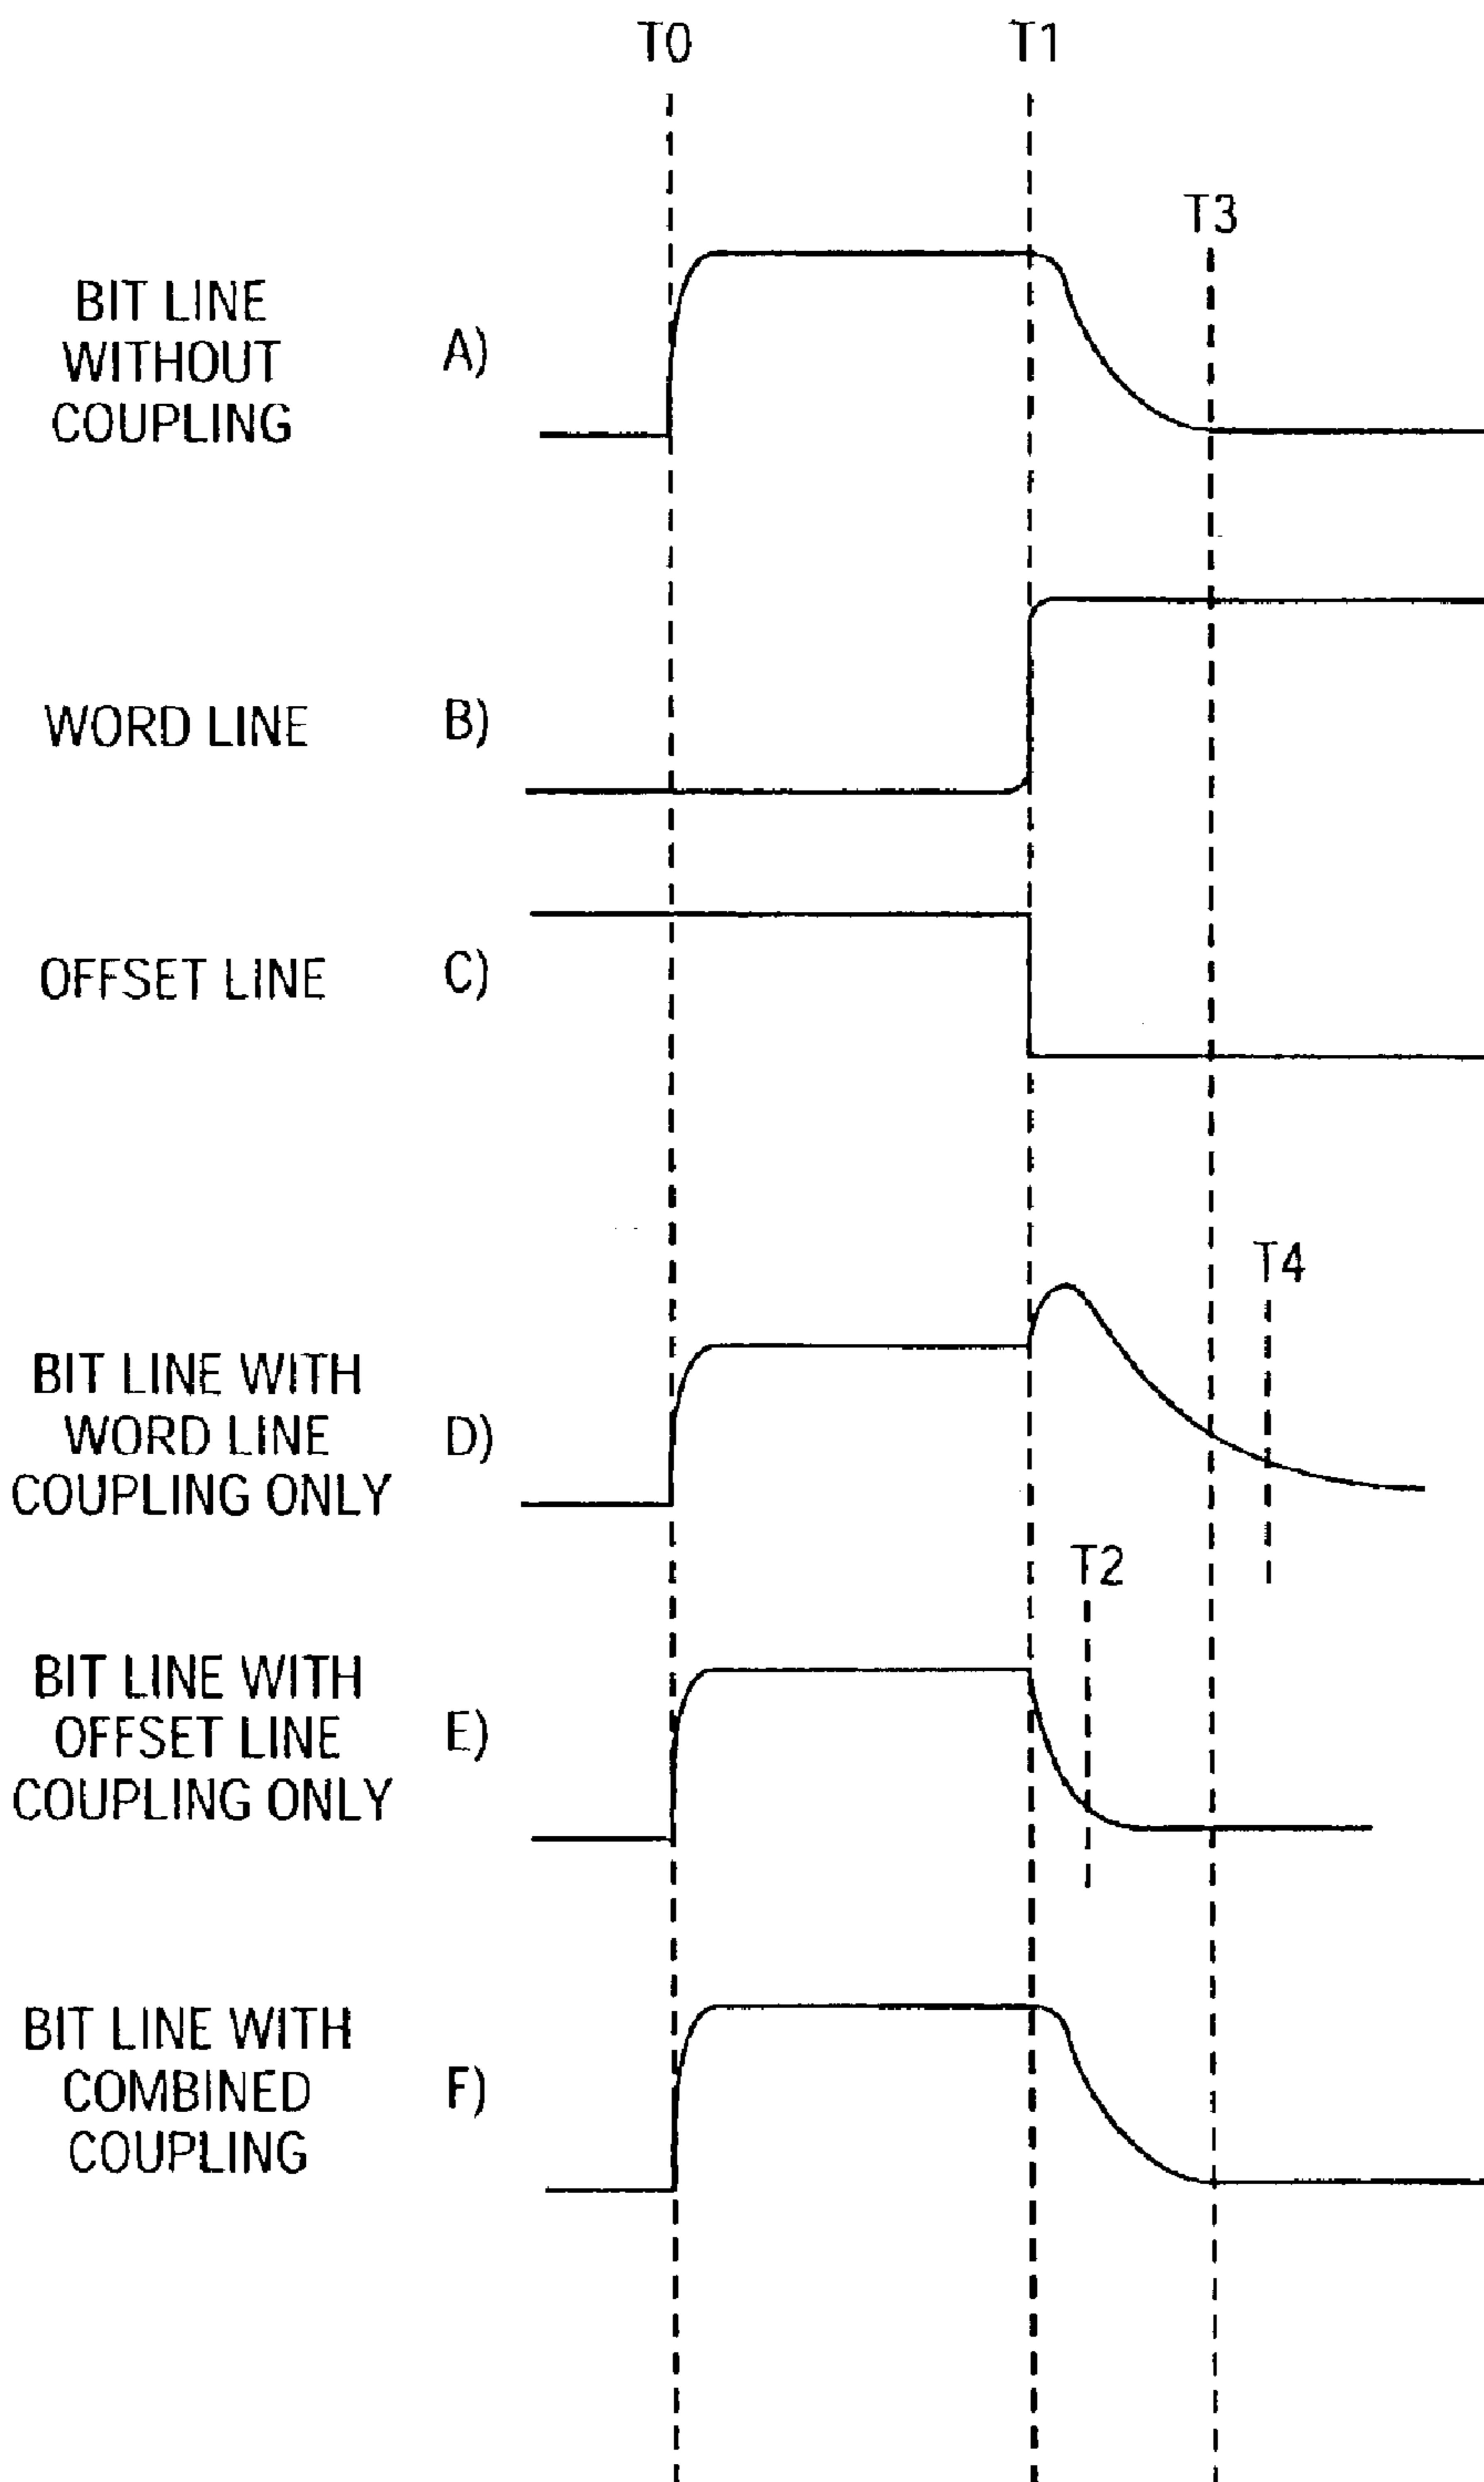 T0
T1
T3
BIT LINE
WITHOUT
COUPLING
A)
WORD LINE
B)
OFFSET LINE
C)
T4
BIT LINE WITH
WORD LINE
COUPLING ONLY
D)
T2
BIT LINE WITH
OFFSET LINE
COUPLING ONLY
E)
BIT LINE WITH
COMBINED
COUPLING
F)